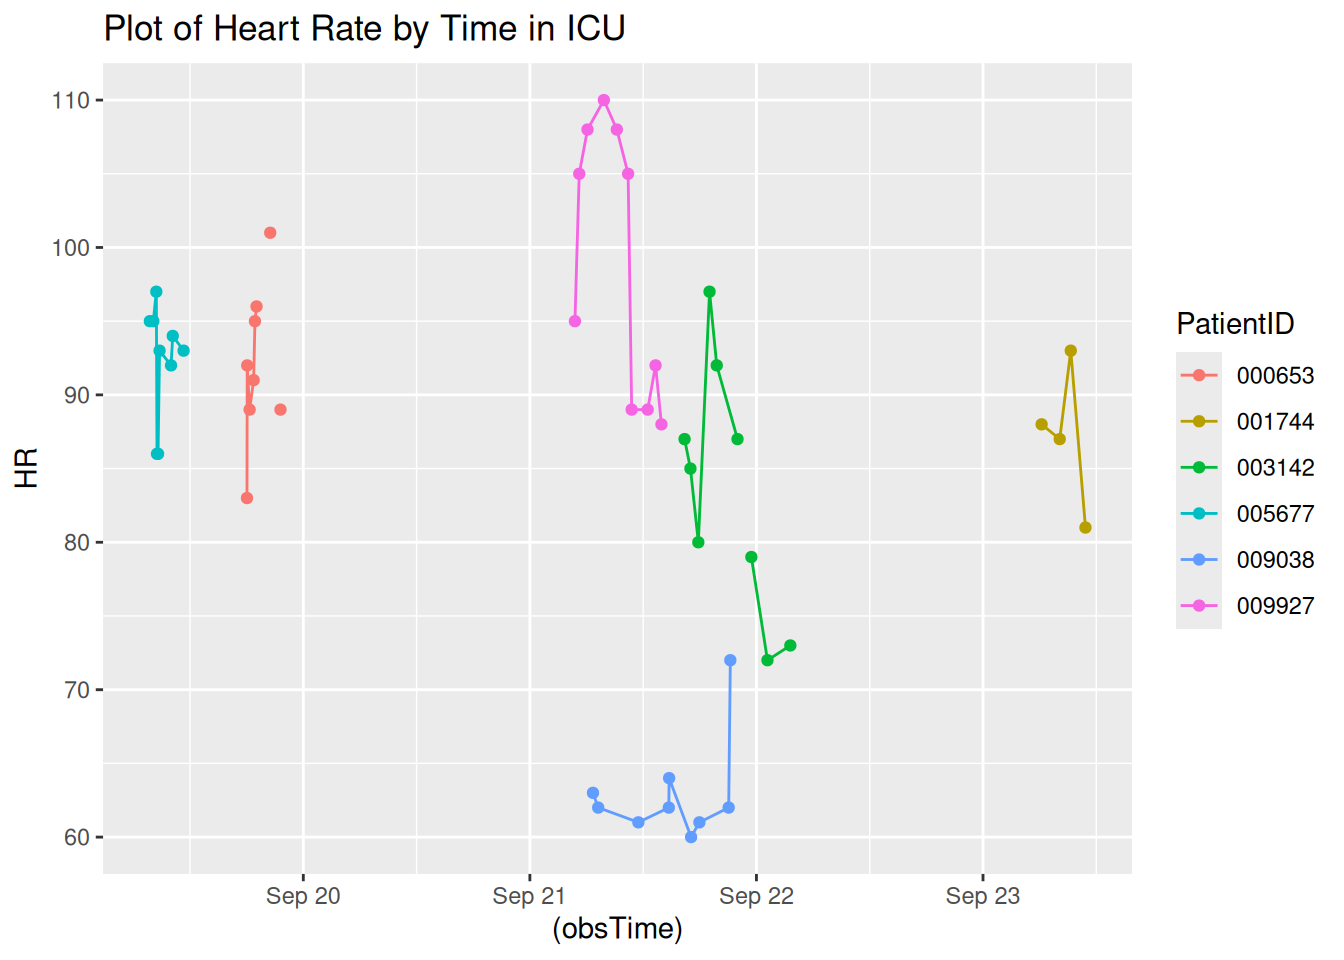 Plot of Heart Rate by Time in ICU
110
100
90
80
70
60
HR
Sep 20
Sep 21
Sep 22
Sep 23
(obsTime)
PatientID
000653
001744
003142
005677
009038
009927